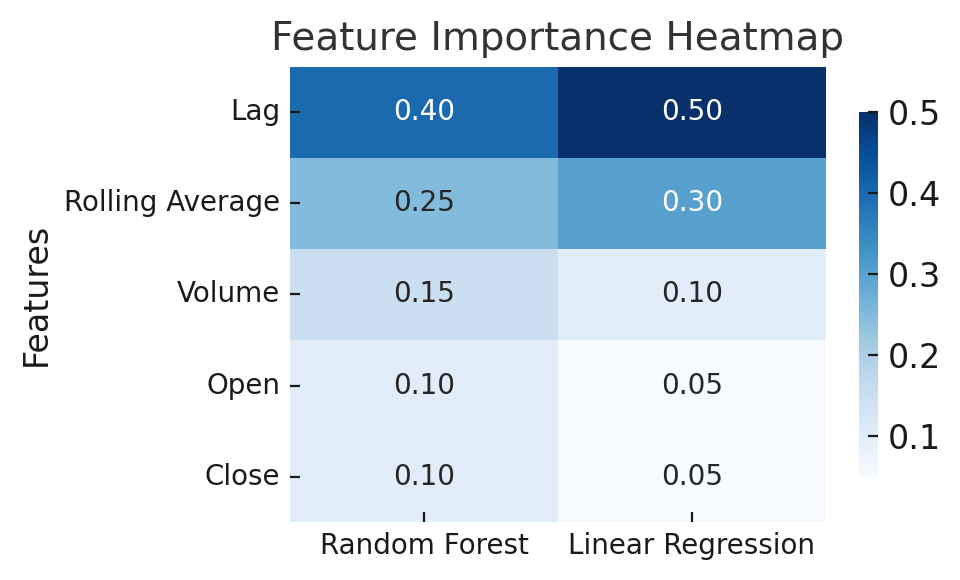 Feature Importance Heatmap
Features
Lag 0.40 0.50
Rolling Average 0.25 0.30
Volume 0.15 0.10
Open 0.10 0.05
Close 0.10 0.05
Random Forest Linear Regression
0.5
0.4
0.3
0.2
0.1